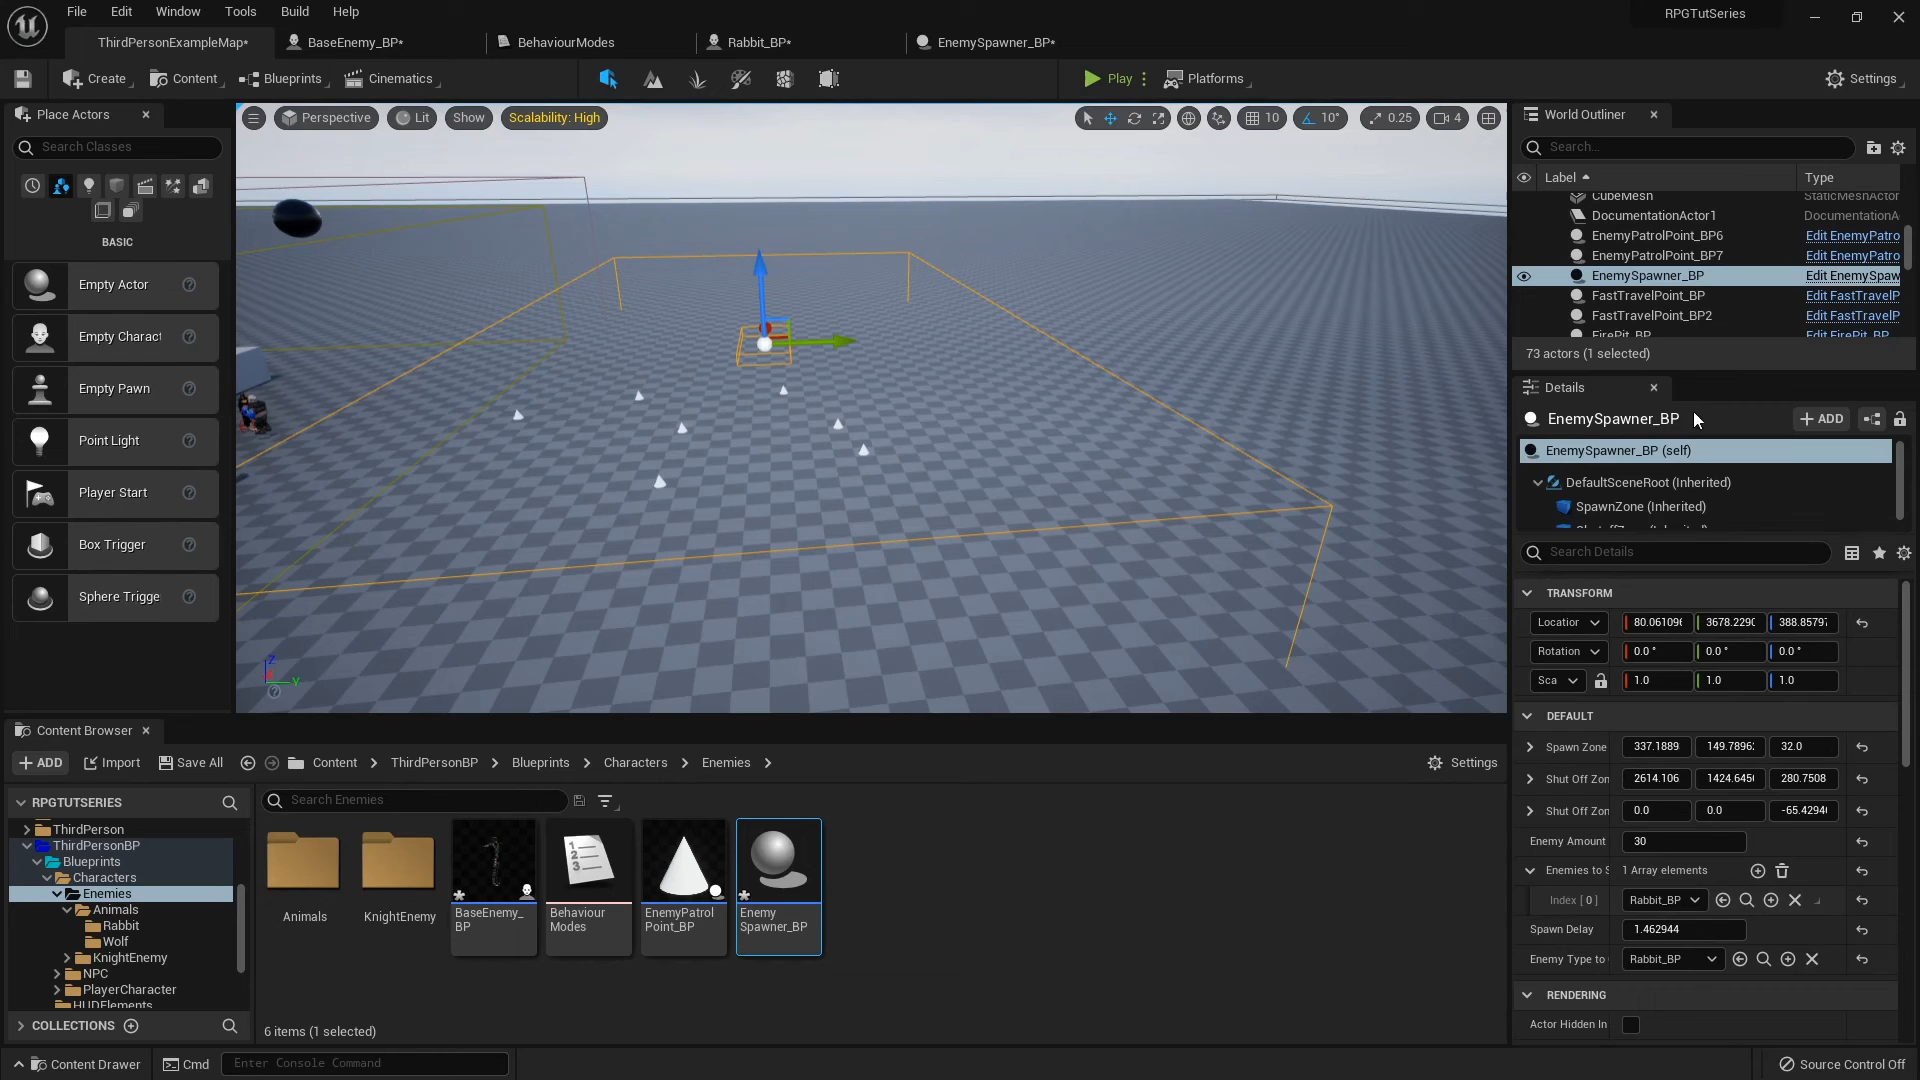 File Edit Window Tools Build Help
RPGTutSeries
ThirdPersonExampleMap* BaseEnemy_BP* BehaviourModes Rabbit_BP* EnemySpawner_BP*
Create Content Blueprints Cinematics Play Platforms Settings
Place Actors
Search Classes
BASIC
Empty Actor
Empty Charact
Empty Pawn
Point Light
Player Start
Box Trigger
Sphere Trigge
Perspective Lit Show Scalability: High 10 10° 0.25 4
Z
Y
World Outliner
Search...
Label Type
CubeMesh StaticMeshActor
DocumentationActor1 DocumentationA
EnemyPatrolPoint_BP6 Edit EnemyPatro
EnemyPatrolPoint_BP7 Edit EnemyPatro
EnemySpawner_BP Edit EnemySpaw
FastTravelPoint_BP Edit FastTravelP
FastTravelPoint_BP2 Edit FastTravelP
FirePit_BP Edit FirePit_BP
73 actors (1 selected)
Details
EnemySpawner_BP ADD
EnemySpawner_BP (self)
DefaultSceneRoot (Inherited)
SpawnZone (Inherited)
Search Details
TRANSFORM
Location 80.061096 3678.2290 388.85797
Rotation 0.0 ° 0.0 ° 0.0 °
Sca 1.0 1.0 1.0
DEFAULT
Spawn Zone 337.1889 149.7896 32.0
Shut Off Zon 2614.106 1424.645 280.7508
Shut Off Zon 0.0 0.0 -65.4294
Enemy Amount 30
Enemies to S 1 Array elements
Index [ 0 ] Rabbit_BP
Spawn Delay 1.462944
Enemy Type to Rabbit_BP
RENDERING
Actor Hidden In
Content Browser
ADD Import Save All Content ThirdPersonBP Blueprints Characters Enemies Settings
RPGTUTSERIES
ThirdPerson
ThirdPersonBP
Blueprints
Characters
Enemies
Animals
Rabbit
Wolf
KnightEnemy
NPC
PlayerCharacter
HUDElements
COLLECTIONS
Search Enemies
Animals
KnightEnemy
BaseEnemy_
BP
Behaviour
Modes
EnemyPatrol
Point_BP
Enemy
Spawner_BP
6 items (1 selected)
Content Drawer Cmd Enter Console Command Source Control Off